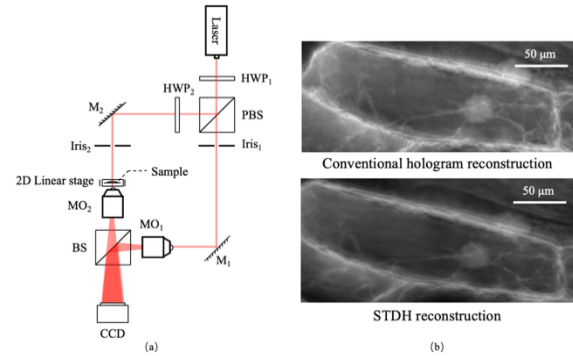 Laser
HWP₁
HWP₂
M₂
PBS
Iris₂
Iris₁
Sample
2D Linear stage
MO₂
MO₁
BS
M₁
CCD
(a)
50 μm
Conventional hologram reconstruction
50 μm
STDH reconstruction
(b)